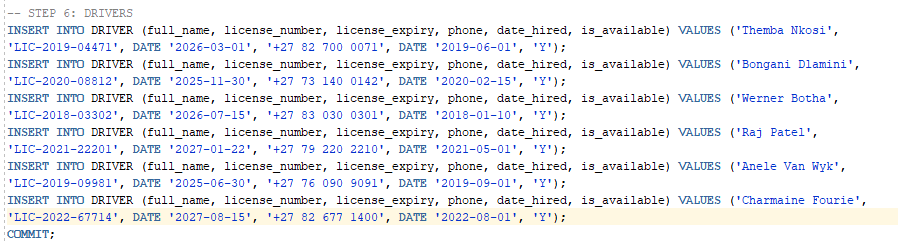 -- STEP 6: DRIVERS
INSERT INTO DRIVER (full_name, license_number, license_expiry, phone, date_hired, is_available) VALUES ('Themba Nkosi',
'LIC-2019-04471', DATE '2026-03-01', '+27 82 700 0071', DATE '2019-06-01', 'Y');
INSERT INTO DRIVER (full_name, license_number, license_expiry, phone, date_hired, is_available) VALUES ('Bongani Dlamini',
'LIC-2020-08812', DATE '2025-11-30', '+27 73 140 0142', DATE '2020-02-15', 'Y');
INSERT INTO DRIVER (full_name, license_number, license_expiry, phone, date_hired, is_available) VALUES ('Werner Botha',
'LIC-2018-03302', DATE '2026-07-15', '+27 83 030 0301', DATE '2018-01-10', 'Y');
INSERT INTO DRIVER (full_name, license_number, license_expiry, phone, date_hired, is_available) VALUES ('Raj Patel',
'LIC-2021-22201', DATE '2027-01-22', '+27 79 220 2210', DATE '2021-05-01', 'Y');
INSERT INTO DRIVER (full_name, license_number, license_expiry, phone, date_hired, is_available) VALUES ('Anele Van Wyk',
'LIC-2019-09981', DATE '2025-06-30', '+27 76 090 9091', DATE '2019-09-01', 'Y');
INSERT INTO DRIVER (full_name, license_number, license_expiry, phone, date_hired, is_available) VALUES ('Charmaine Fourie',
'LIC-2022-67714', DATE '2027-08-15', '+27 82 677 1400', DATE '2022-08-01', 'Y');
COMMIT;